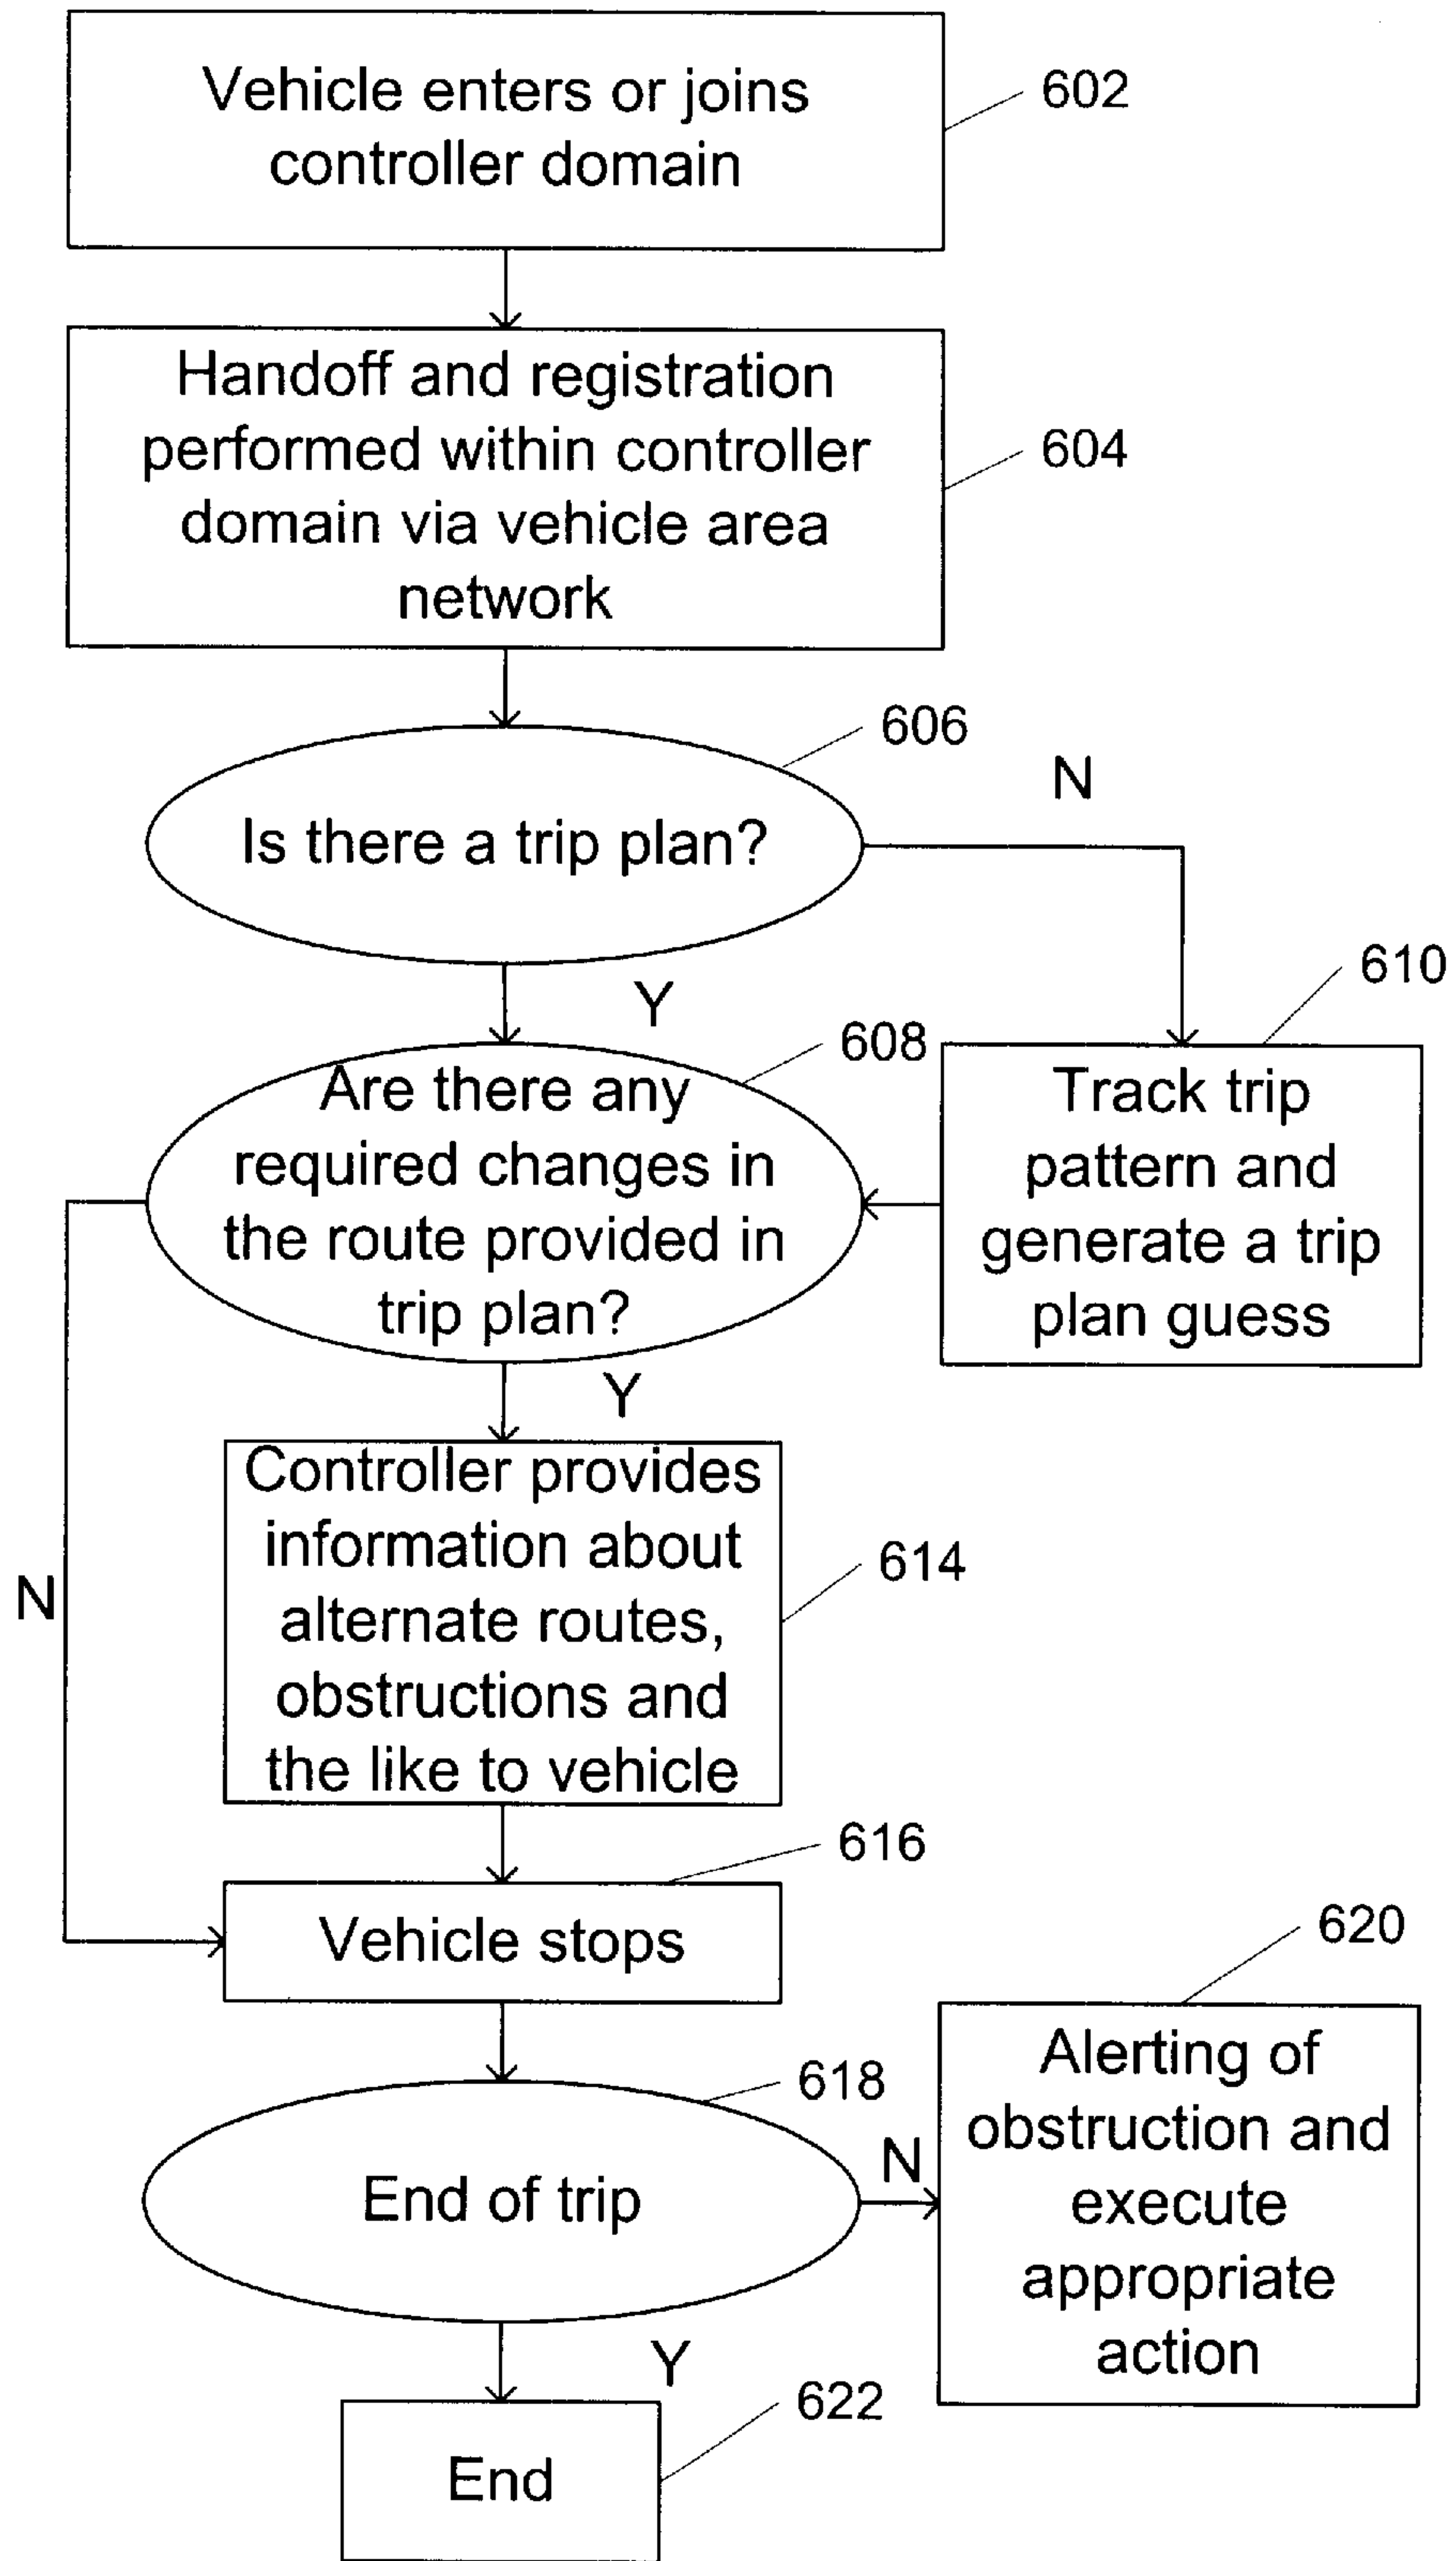 Vehicle enters or joins
controller domain
602
Handoff and registration
performed within controller
domain via vehicle area
network
604
606
Is there a trip plan?
N
Y
608
610
Are there any
required changes in
the route provided in
trip plan?
Track trip
pattern and
generate a trip
plan guess
Y
N
Controller provides
information about
alternate routes,
obstructions and
the like to vehicle
614
616
Vehicle stops
620
618
End of trip
N
Alerting of
obstruction and
execute
appropriate
action
Y
622
End